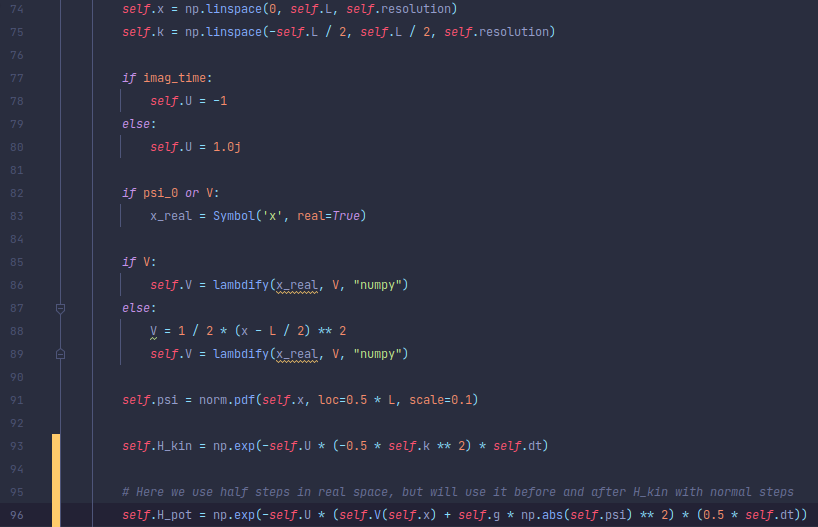 74 self.x = np.linspace(0, self.L, self.resolution)
75 self.k = np.linspace(-self.L / 2, self.L / 2, self.resolution)
76
77 if imag_time:
78 self.U = -1
79 else:
80 self.U = 1.0j
81
82 if psi_0 or V:
83 x_real = Symbol('x', real=True)
84
85 if V:
86 self.V = lambdify(x_real, V, "numpy")
87 else:
88 V = 1 / 2 * (x - L / 2) ** 2
89 self.V = lambdify(x_real, V, "numpy")
90
91 self.psi = norm.pdf(self.x, loc=0.5 * L, scale=0.1)
92
93 self.H_kin = np.exp(-self.U * (-0.5 * self.k ** 2) * self.dt)
94
95 # Here we use half steps in real space, but will use it before and after H_kin with normal steps
96 self.H_pot = np.exp(-self.U * (self.V(self.x) + self.g * np.abs(self.psi) ** 2) * (0.5 * self.dt))